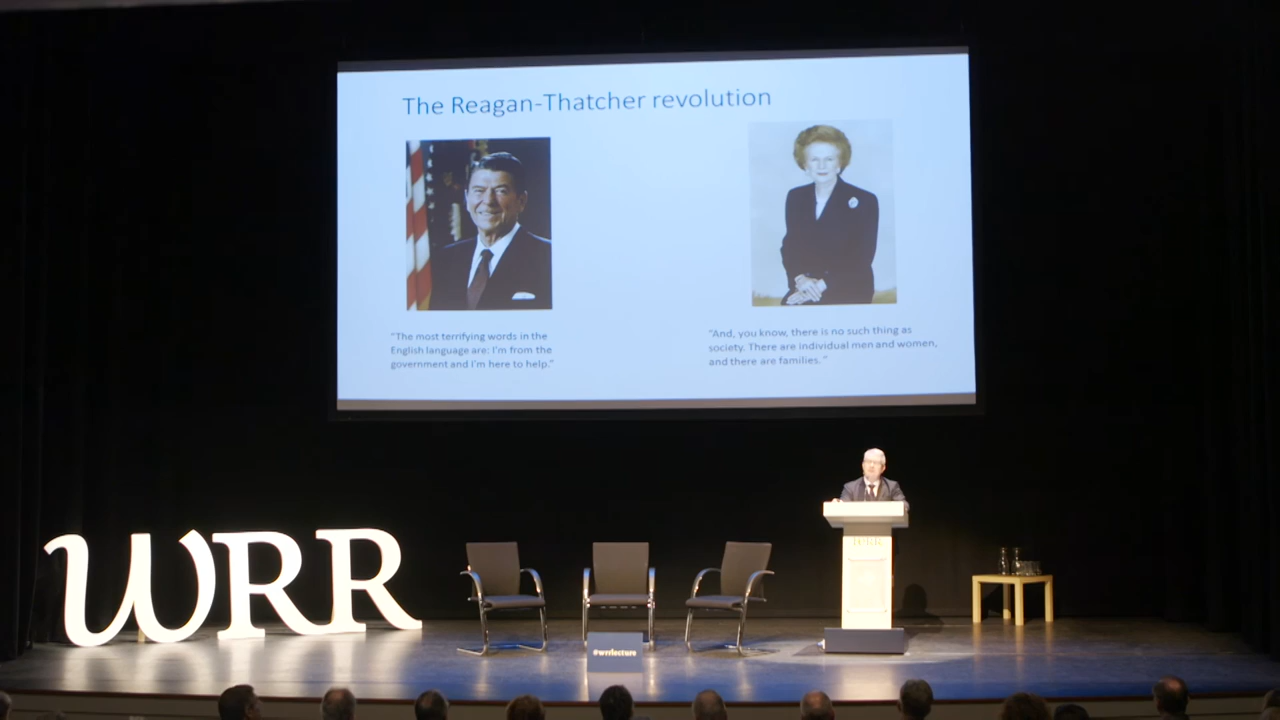 The Reagan-Thatcher revolution
"The most terrifying words in the
English language are: I'm from the
government and I'm here to help."
"And, you know, there is no such thing as
society. There are individual men and women,
and there are families. "
WRR
WRR
#wrrlecture